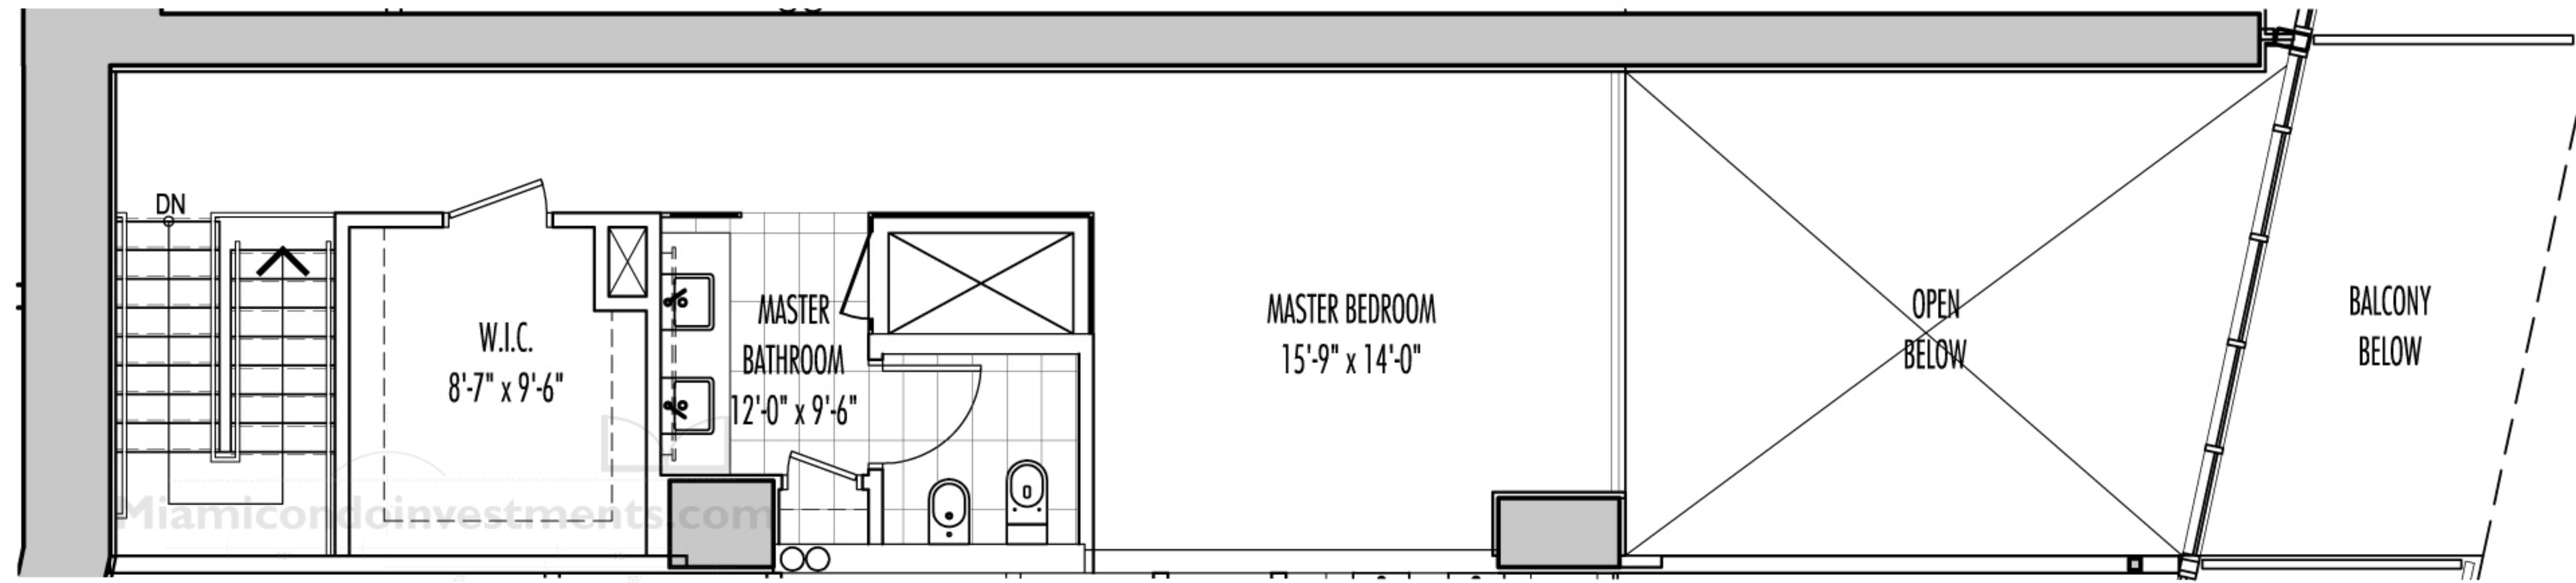 DN
W.I.C.
8'-7" x 9'-6"
MASTER
BATHROOM
12'-0" x 9'-6"
MASTER BEDROOM
15'-9" x 14'-0"
OPEN
BELOW
BALCONY
BELOW
Miamicondoinvestments.com